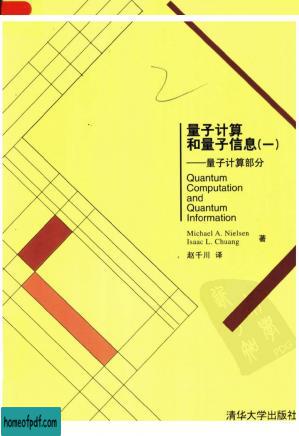 量子计算
和量子信息(一)
——量子计算部分
Quantum
Computation
and
Quantum
Information
Michael A. Nielsen
Isaac L. Chuang 著
赵千川 译
PDG
清华大学出版社
homeofpdf.com